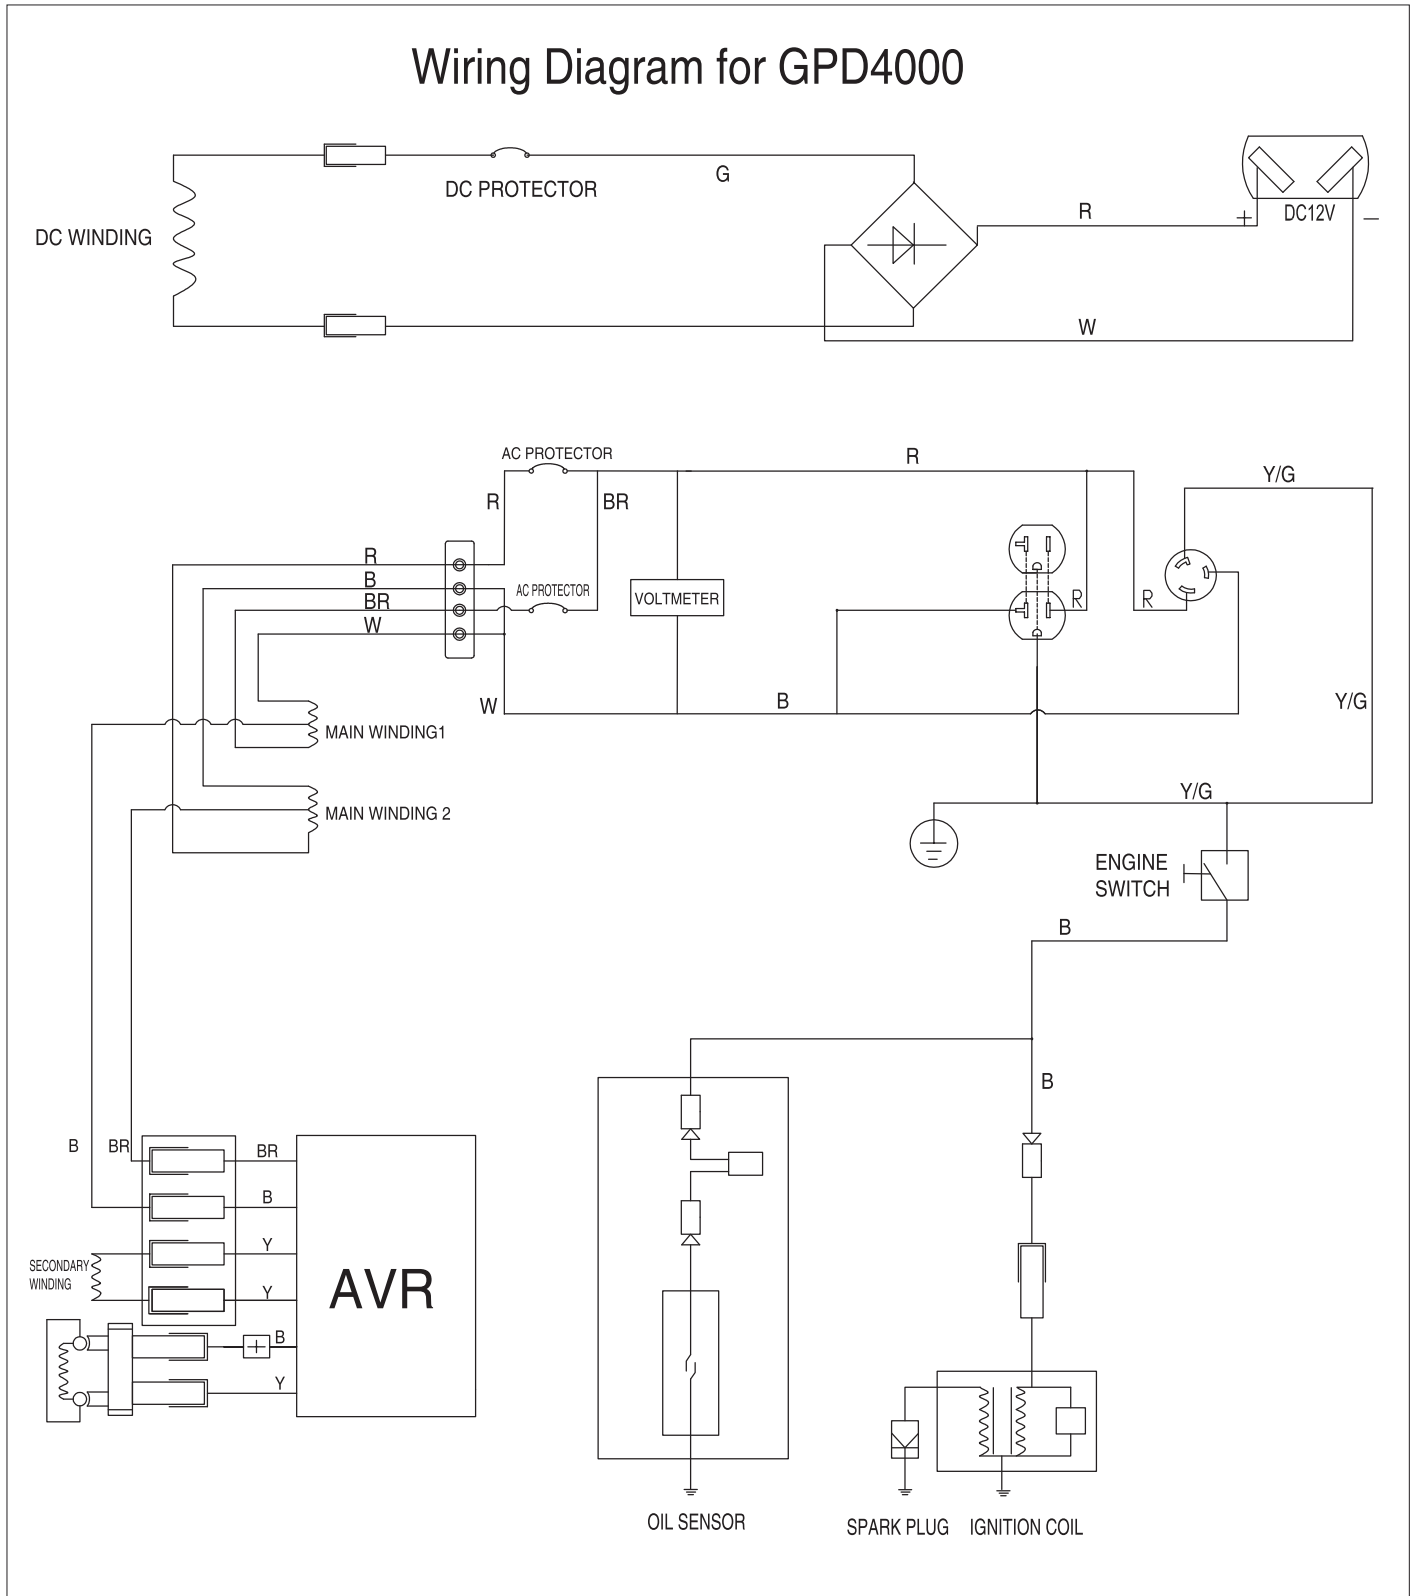 Wiring Diagram for GPD4000
DC PROTECTOR
G
DC WINDING
R
+
DC12V
−
W
AC PROTECTOR
R
R
BR
Y/G
R
B
BR
W
AC PROTECTOR
VOLTMETER
R
R
W
B
Y/G
MAIN WINDING1
MAIN WINDING 2
Y/G
ENGINE
SWITCH
B
B
B
BR
BR
B
Y
Y
SECONDARY
WINDING
AVR
+
B
Y
OIL SENSOR
SPARK PLUG
IGNITION COIL